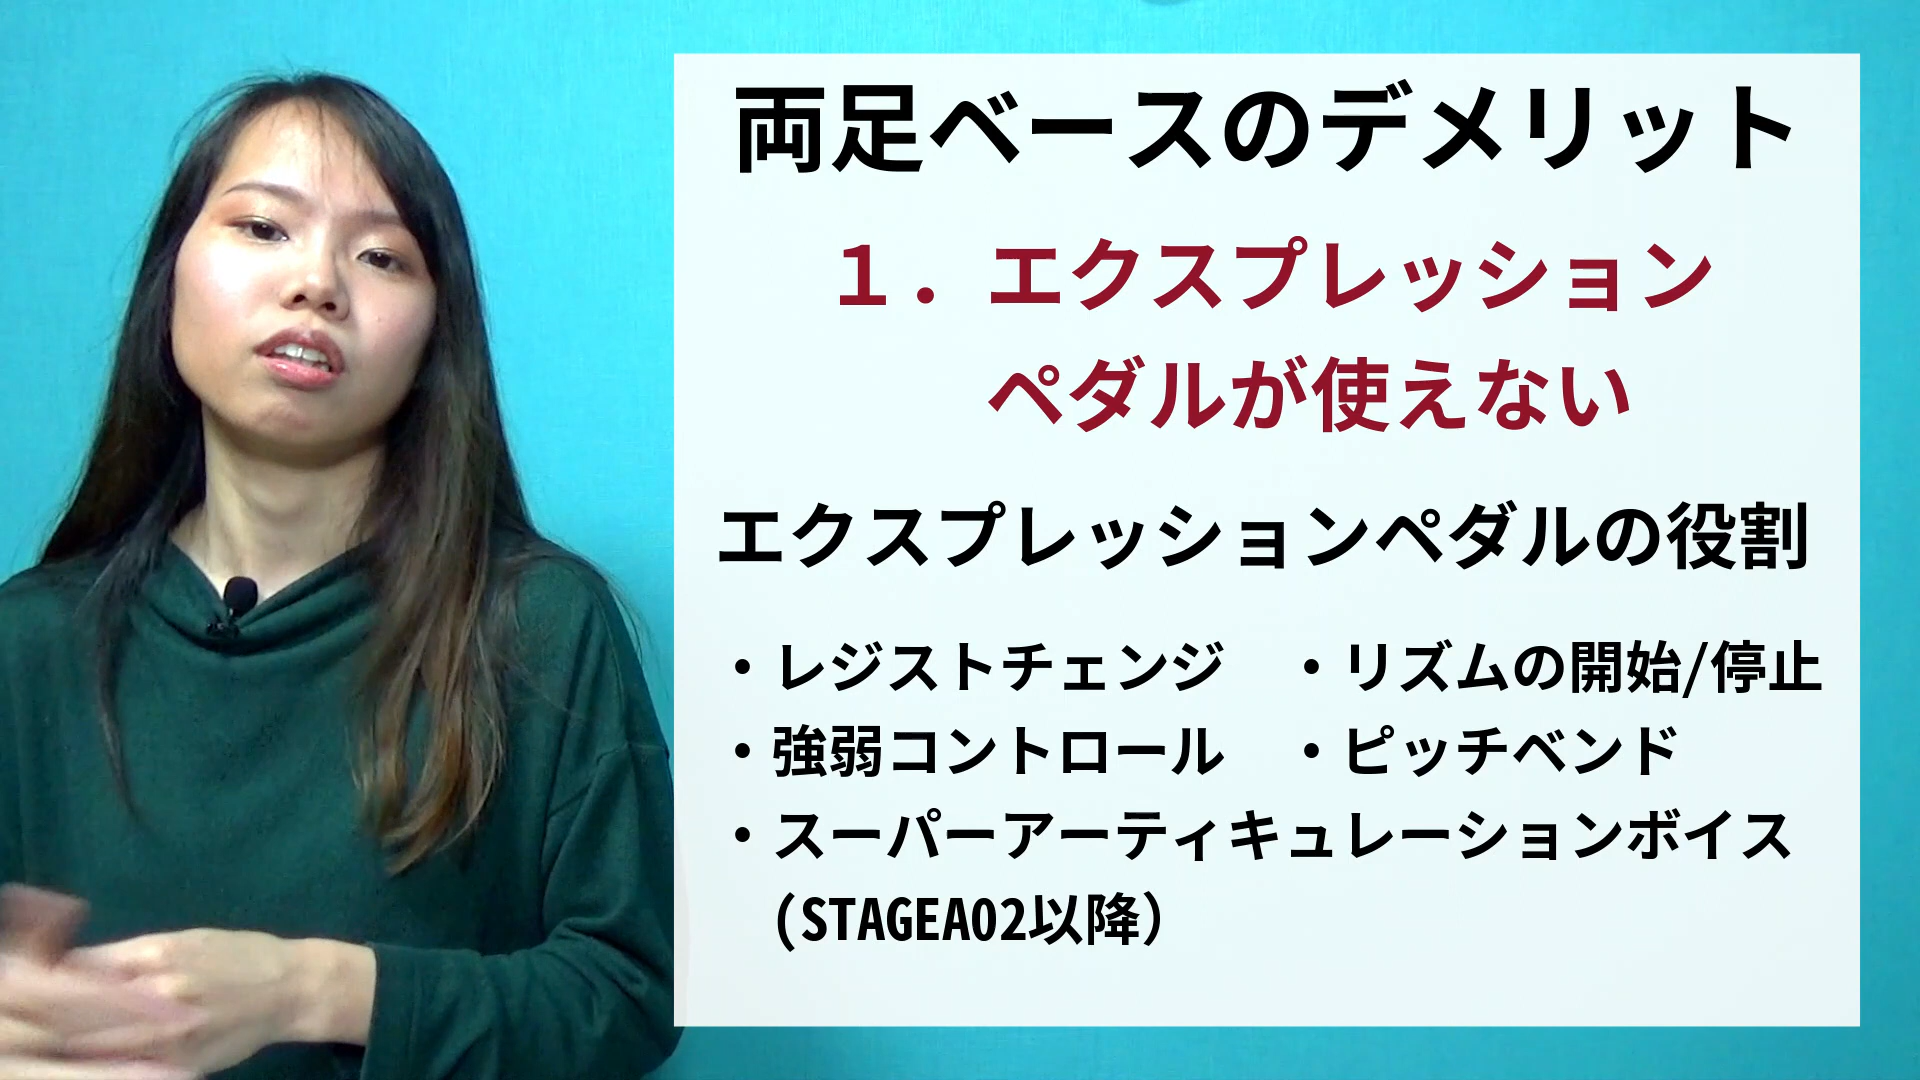 両足ベースのデメリット
１．エクスプレッション
ペダルが使えない
エクスプレッションペダルの役割
・レジストチェンジ ・リズムの開始/停止
・強弱コントロール ・ピッチベンド
・スーパーアーティキュレーションボイス
(STAGEA02以降)